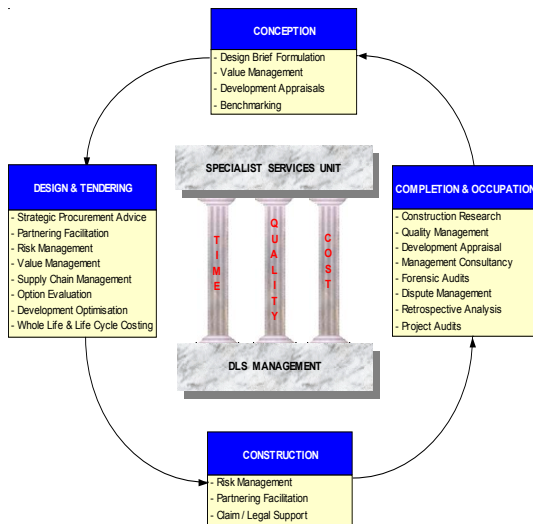 CONCEPTION
- Design Brief Formulation
- Value Management
- Development Appraisals
- Benchmarking
SPECIALIST SERVICES UNIT
TIME
QUALITY
COST
DLS MANAGEMENT
DESIGN & TENDERING
- Strategic Procurement Advice
- Partnering Facilitation
- Risk Management
- Value Management
- Supply Chain Management
- Option Evaluation
- Development Optimisation
- Whole Life & Life Cycle Costing
COMPLETION & OCCUPATION
- Construction Research
- Quality Management
- Development Appraisal
- Management Consultancy
- Forensic Audits
- Dispute Management
- Retrospective Analysis
- Project Audits
CONSTRUCTION
- Risk Management
- Partnering Facilitation
- Claim / Legal Support